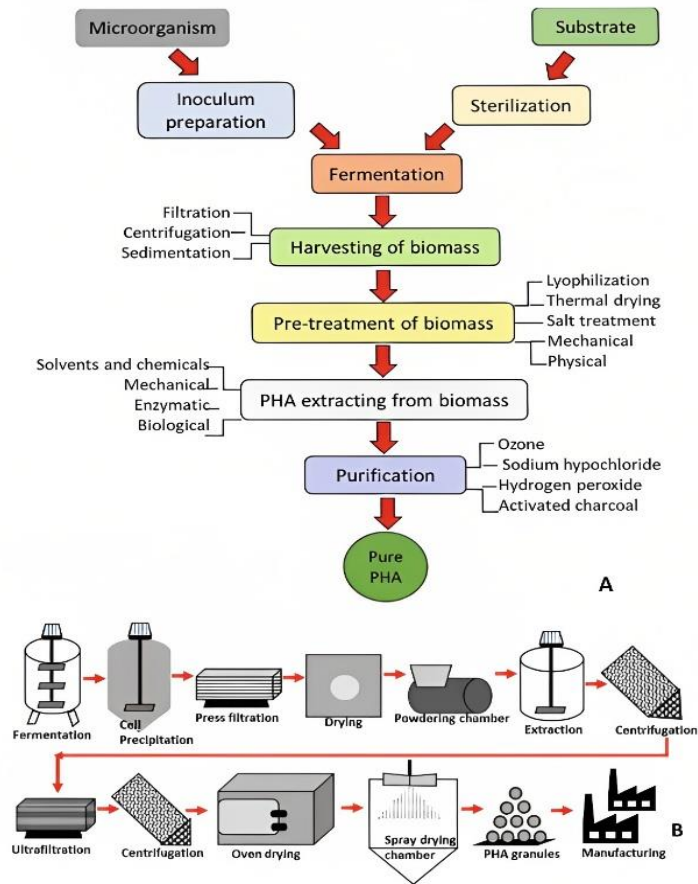 Microorganism
Substrate
Inoculum
preparation
Sterilization
Fermentation
Filtration
Centrifugation
Sedimentation
Harvesting of biomass
Lyophilization
Thermal drying
Salt treatment
Mechanical
Physical
Pre-treatment of biomass
Solvents and chemicals
Mechanical
Enzymatic
Biological
PHA extracting from biomass
Purification
Ozone
Sodium hypochloride
Hydrogen peroxide
Activated charcoal
Pure
PHA
A
Fermentation
Cell
Precipitation
Press filtration
Drying
Powdering chamber
Extraction
Centrifugation
Ultrafiltration
Centrifugation
Oven drying
Spray drying
chamber
PHA granules
Manufacturing
B